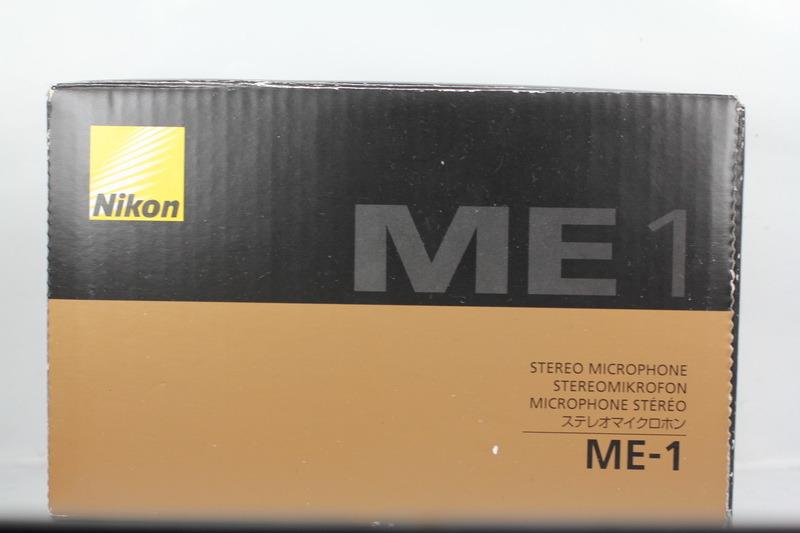 Nikon
ME1
STEREO MICROPHONE
STEREOMIKROFON
MICROPHONE STÉRÉO
ステレオマイクロホン
ME-1